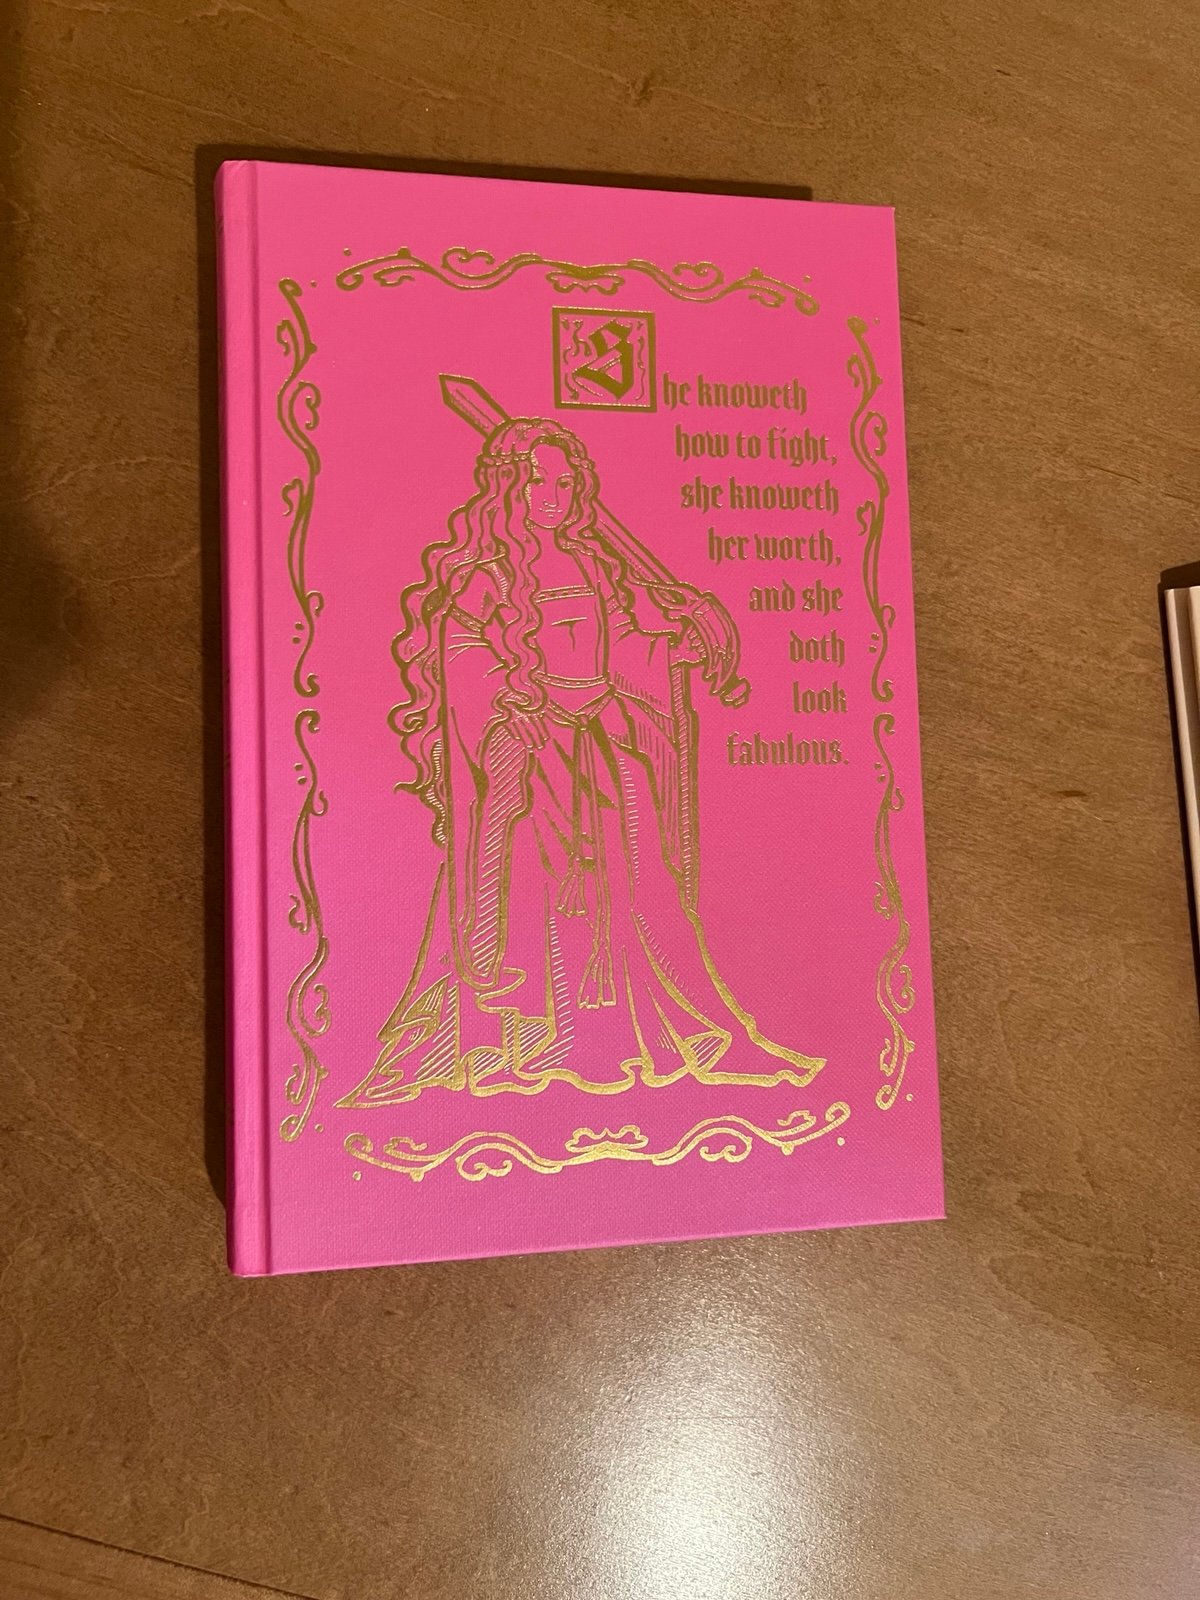 She knoweth
how to fight,
she knoweth
her worth,
and she
doth
look
fabulous.